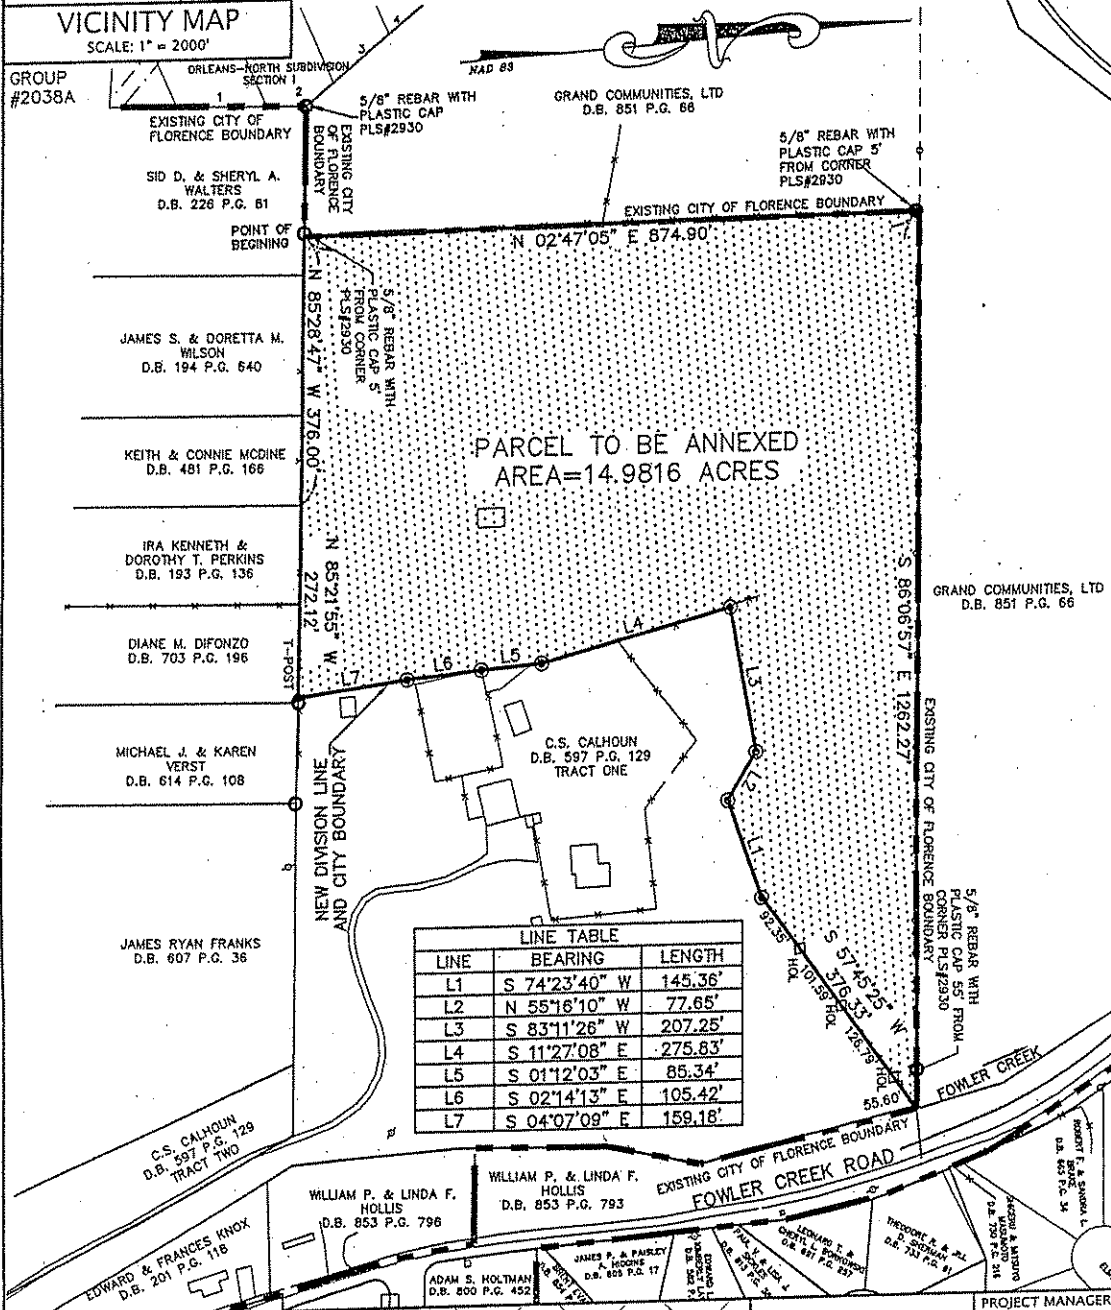 VICINITY MAP
SCALE: 1" = 2000'
GROUP
#2038A
ORLEANS-NORTH SUBDIVISION
SECTION 1
1
2
3
4
EXISTING CITY OF
FLORENCE BOUNDARY
5/8" REBAR WITH
PLASTIC CAP
PLS#2930
EXISTING CITY
OF FLORENCE
BOUNDARY
NAD 83
GRAND COMMUNITIES, LTD
D.B. 851 P.G. 66
5/8" REBAR WITH
PLASTIC CAP 5'
FROM CORNER
PLS#2930
SID D. & SHERYL A.
WALTERS
D.B. 226 P.G. 81
POINT OF
BEGINING
EXISTING CITY OF FLORENCE BOUNDARY
N 02°47'05" E 874.90'
5/8" REBAR WITH
PLASTIC CAP 5'
FROM CORNER
PLS#2930
N 85°28'47" W 376.00'
JAMES S. & DORETTA M.
WILSON
D.B. 194 P.G. 640
KEITH & CONNIE MCDINE
D.B. 481 P.G. 166
PARCEL TO BE ANNEXED
AREA=14.9816 ACRES
IRA KENNETH &
DOROTHY T. PERKINS
D.B. 193 P.G. 136
N 85°21'55" W
272.12'
S 86°06'57" E 1262.27'
GRAND COMMUNITIES, LTD
D.B. 851 P.G. 66
DIANE M. DIFONZO
D.B. 703 P.G. 196
T-POST
L7
L6
L5
L4
L3
L2
L1
MICHAEL J. & KAREN
VERST
D.B. 614 P.G. 108
C.S. CALHOUN
D.B. 597 P.G. 129
TRACT ONE
NEW DIVISION LINE
AND CITY BOUNDARY
EXISTING CITY OF FLORENCE BOUNDARY
5/8" REBAR WITH
PLASTIC CAP 55' FROM
CORNER PLS#2930
JAMES RYAN FRANKS
D.B. 607 P.G. 36
92.35'
HOL
101.59'
HOL
126.79'
HOL
55.60'
S 57°45'25" W
376.33'
LINE TABLE
LINE BEARING LENGTH
L1 S 74°23'40" W 145.36'
L2 N 55°16'10" W 77.65'
L3 S 83°11'26" W 207.25'
L4 S 11°27'08" E 275.83'
L5 S 01°12'03" E 85.34'
L6 S 02°14'13" E 105.42'
L7 S 04°07'09" E 159.18'
FOWLER CREEK
C.S. CALHOUN
D.B. 597 P.G. 129
TRACT TWO
EXISTING CITY OF FLORENCE BOUNDARY
FOWLER CREEK ROAD
WILLIAM P. & LINDA F.
HOLLIS
D.B. 853 P.G. 796
WILLIAM P. & LINDA F.
HOLLIS
D.B. 853 P.G. 793
EDWARD & FRANCES KNOX
D.B. 201 P.G. 118
ADAM S. HOLTMAN
D.B. 800 P.G. 452
JAMES P. & PAISLEY
A. HIGGINS
D.B. 605 P.G. 17
PROJECT MANAGER